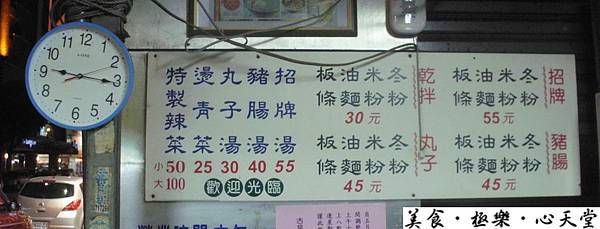 招牌
冬粉
米粉
油麵
板條
55元
豬腸
冬粉
米粉
油麵
板條
45元
乾拌
冬粉
米粉
油麵
板條
30元
丸子
冬粉
米粉
油麵
板條
45元
招牌湯 55
豬腸湯 40
丸子湯 30
燙青菜 25
特製辣菜 小50 大100
歡迎光臨
營業時間
美食・極樂・心天堂
12 1 2 3 4 5 6 7 8 9 10 11